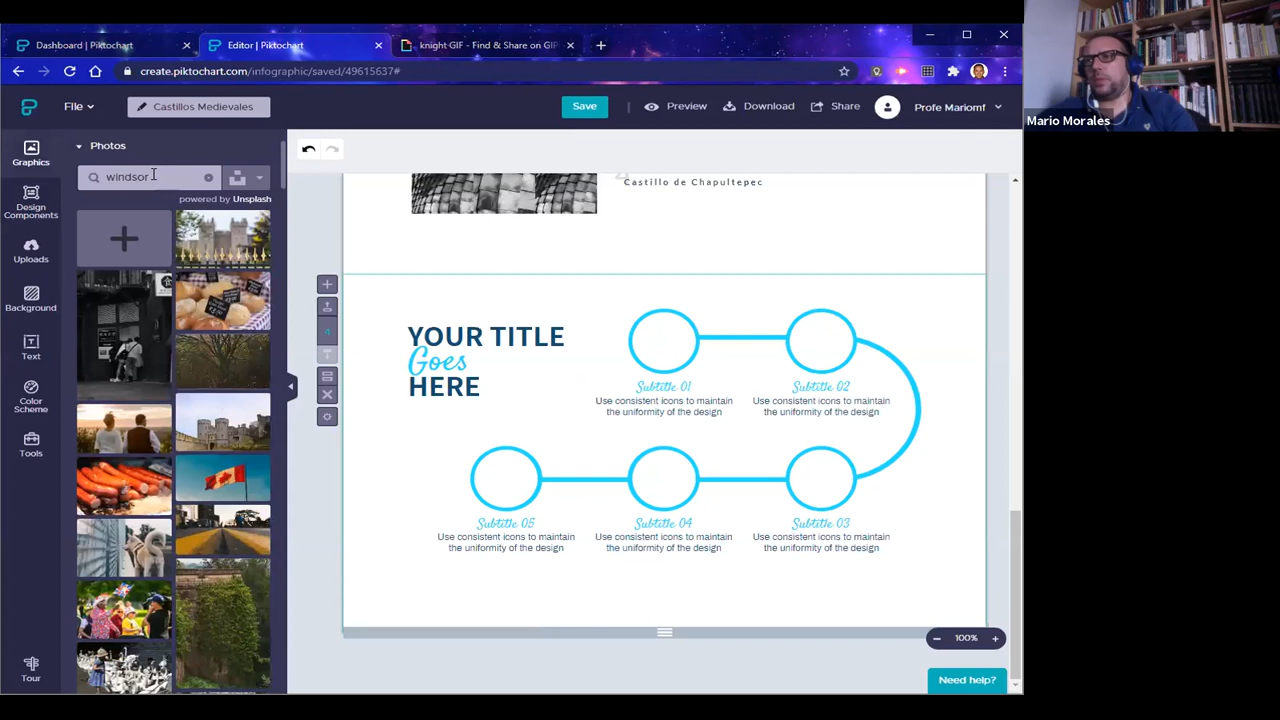 Dashboard | Piktochart
Editor | Piktochart
knight GIF - Find & Share on GIP
create.piktochart.com/infographic/saved/49615637#
File
Castillos Medievales
Save
Preview
Download
Share
Profe Mariomf
Mario Morales
Graphics
Design
Components
Uploads
Background
Text
Color
Scheme
Tools
Tour
Photos
windsor
powered by Unsplash
4
Castillo de Chapultepec
4
YOUR TITLE
Goes
HERE
Subtitle 01
Use consistent icons to maintain
the uniformity of the design
Subtitle 02
Use consistent icons to maintain
the uniformity of the design
Subtitle 05
Use consistent icons to maintain
the uniformity of the design
Subtitle 04
Use consistent icons to maintain
the uniformity of the design
Subtitle 03
Use consistent icons to maintain
the uniformity of the design
100%
Need help?